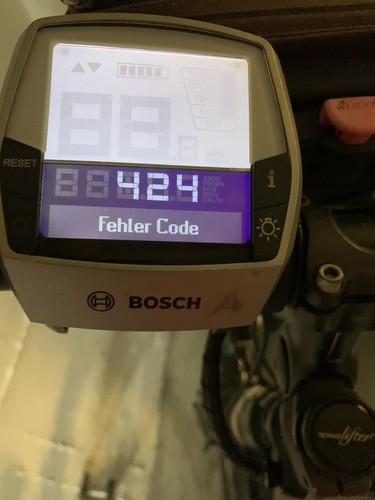 RESET
i
424
Fehler Code
BOSCH
speedlifter